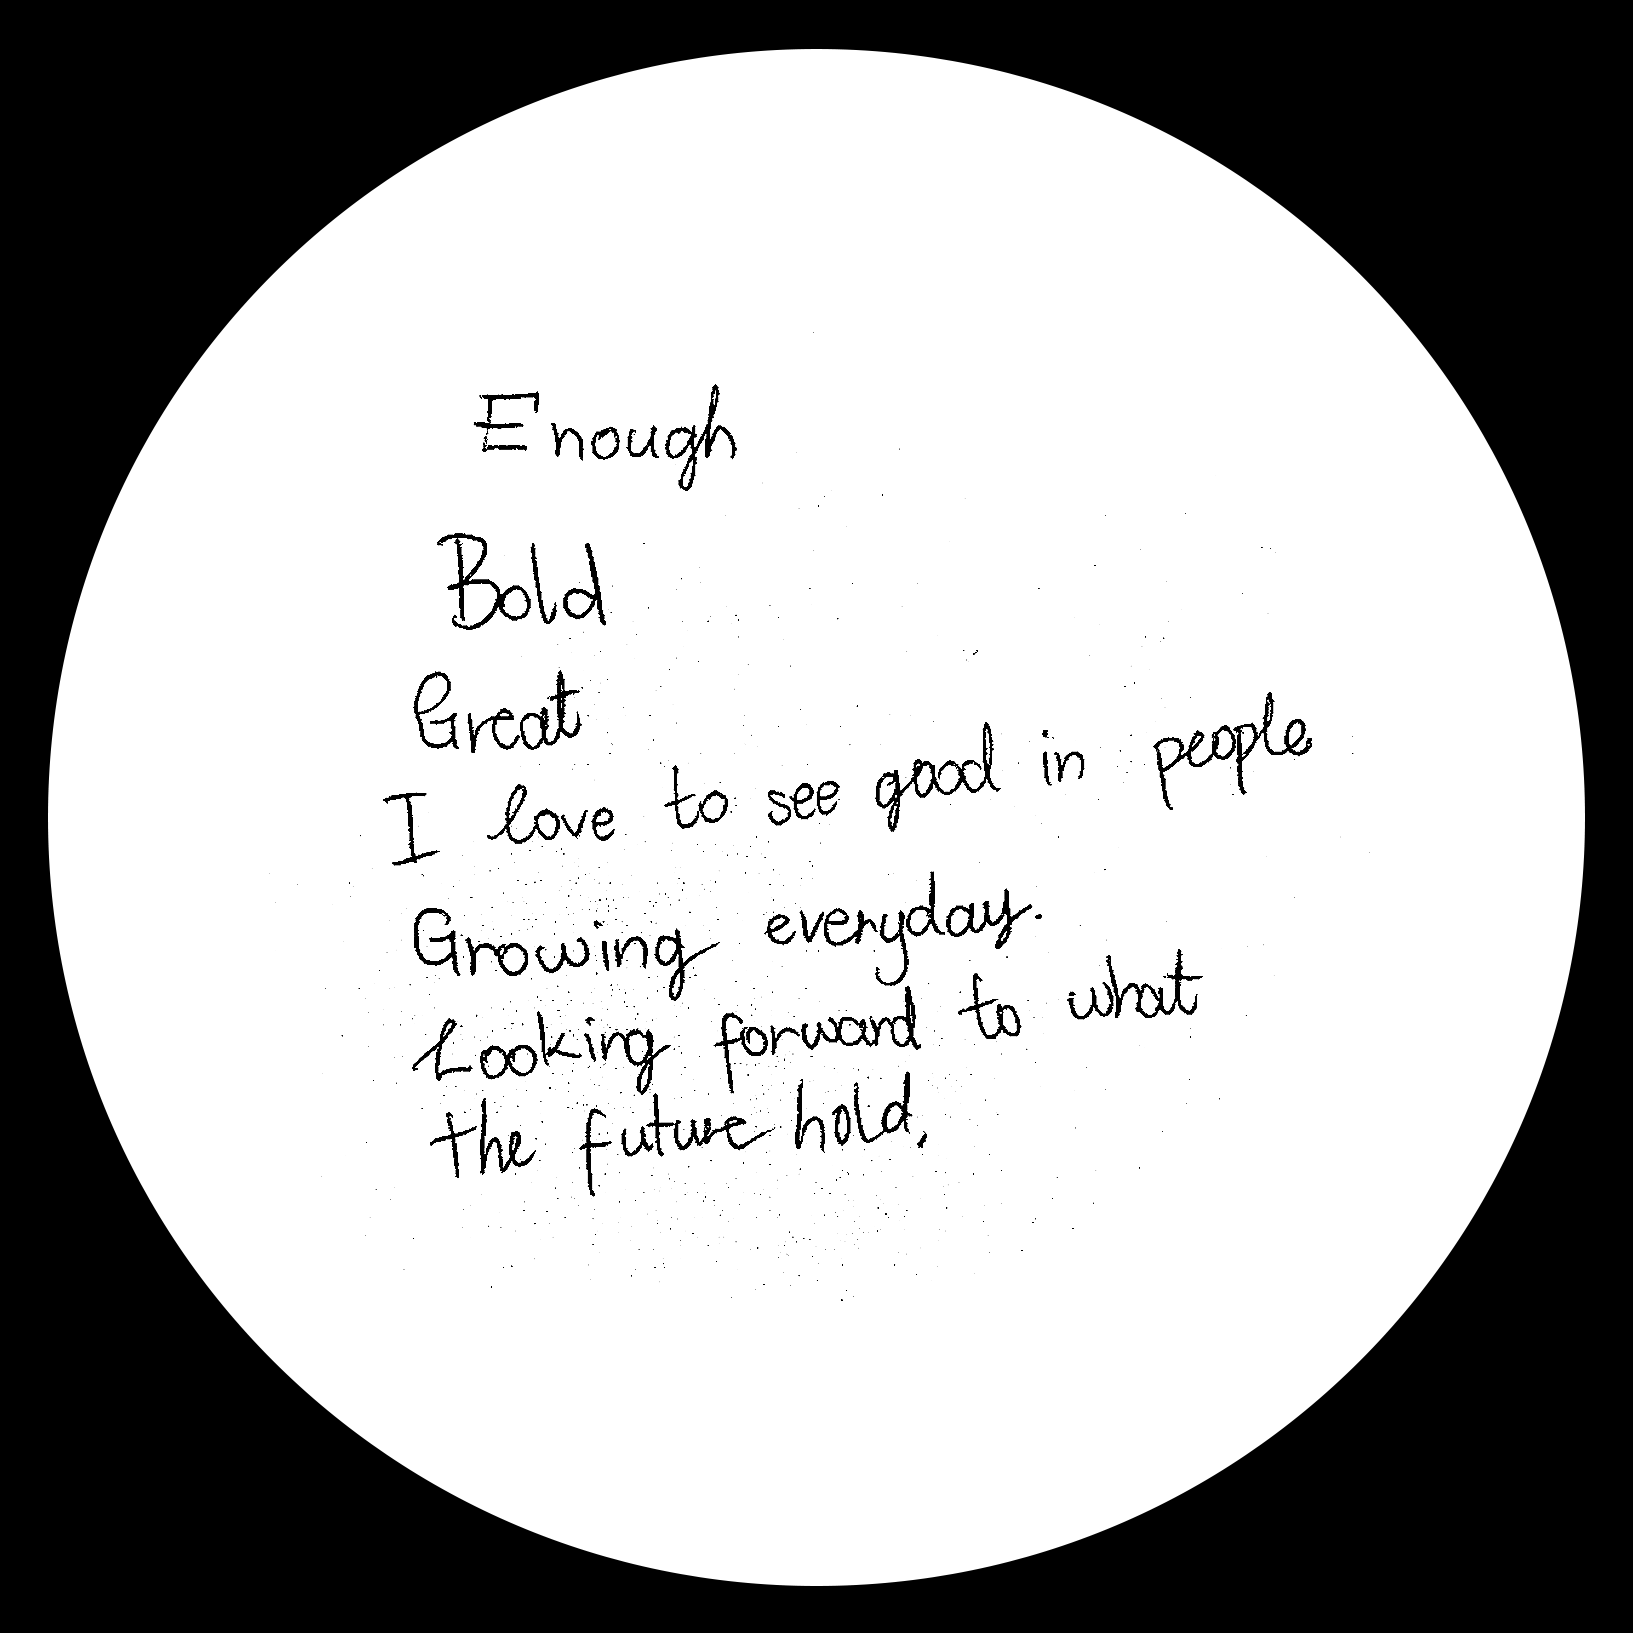 Enough
Bold
Great
I love to see good in people
Growing everyday.
Looking forward to what
the future hold,